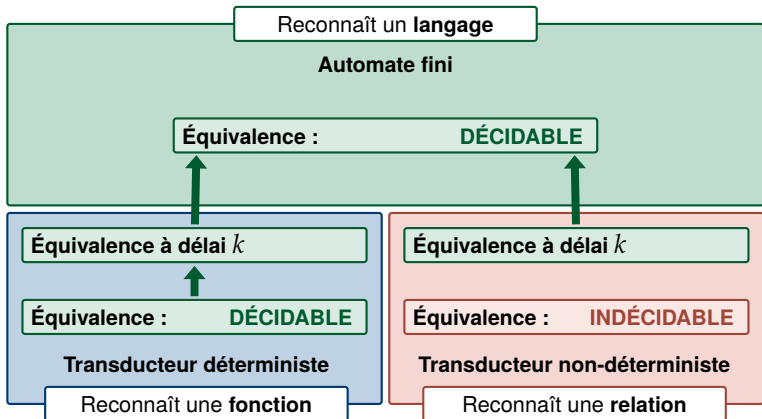 Reconnaît un langage
Automate fini
Équivalence : DÉCIDABLE
Équivalence à délai k
Équivalence à délai k
Équivalence : DÉCIDABLE
Équivalence : INDÉCIDABLE
Transducteur déterministe
Transducteur non-déterministe
Reconnaît une fonction
Reconnaît une relation